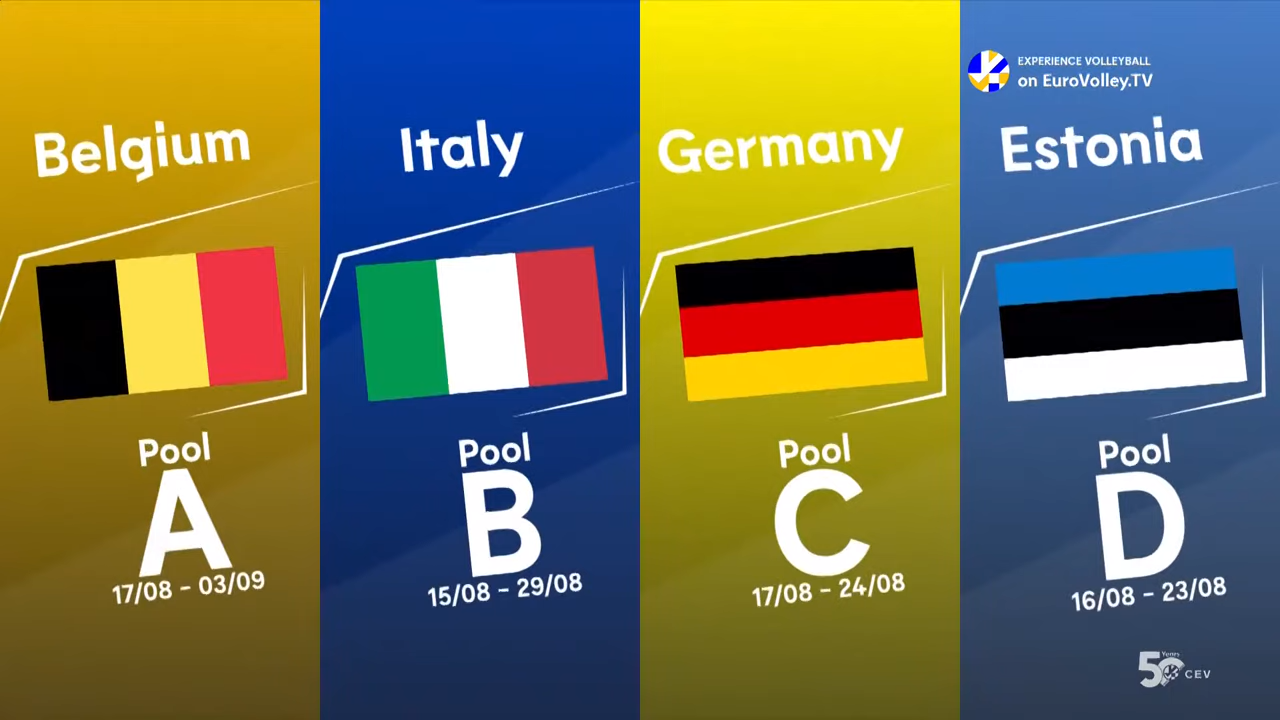 EXPERIENCE VOLLEYBALL
on EuroVolley.TV
Belgium
Italy
Germany
Estonia
Pool
A
17/08 - 03/09
Pool
B
15/08 - 29/08
Pool
C
17/08 - 24/08
Pool
D
16/08 - 23/08
50 Years
CEV